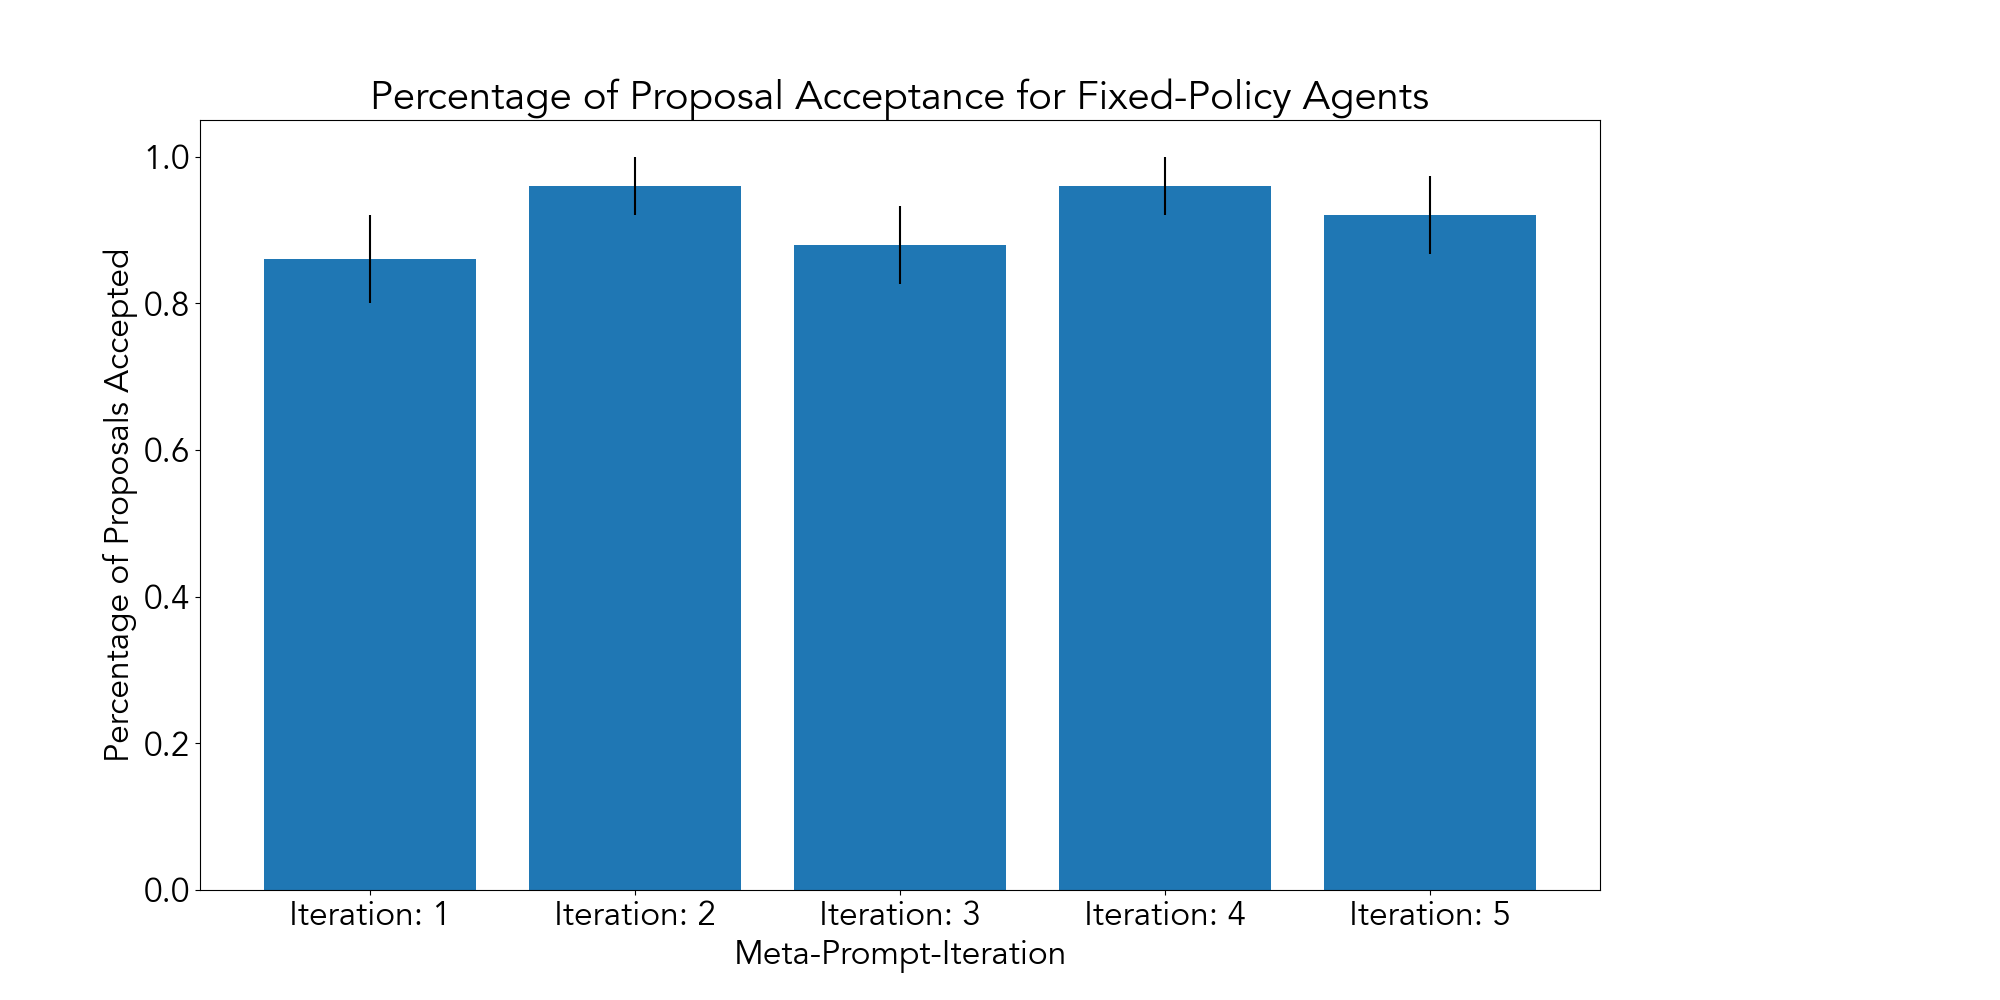 Percentage of Proposal Acceptance for Fixed-Policy Agents
Percentage of Proposals Accepted
1.0
0.8
0.6
0.4
0.2
0.0
Iteration: 1
Iteration: 2
Iteration: 3
Iteration: 4
Iteration: 5
Meta-Prompt-Iteration